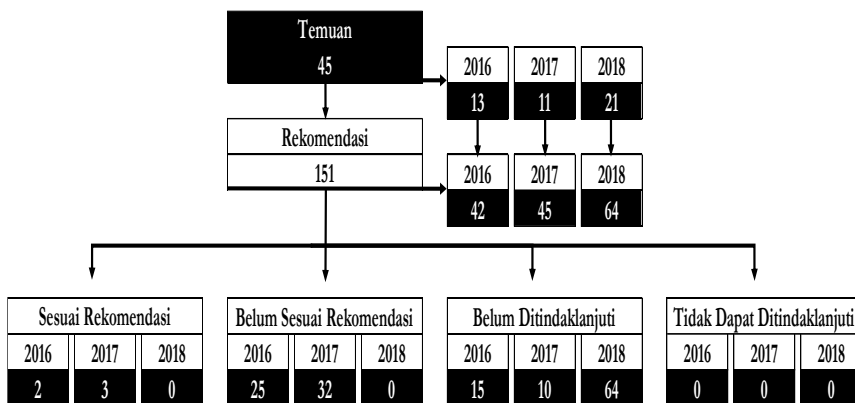 Temuan
45
2016 2017 2018
13 11 21
Rekomendasi
151
2016 2017 2018
42 45 64
Sesuai Rekomendasi
2016 2017 2018
2 3 0
Belum Sesuai Rekomendasi
2016 2017 2018
25 32 0
Belum Ditindaklanjuti
2016 2017 2018
15 10 64
Tidak Dapat Ditindaklanjuti
2016 2017 2018
0 0 0